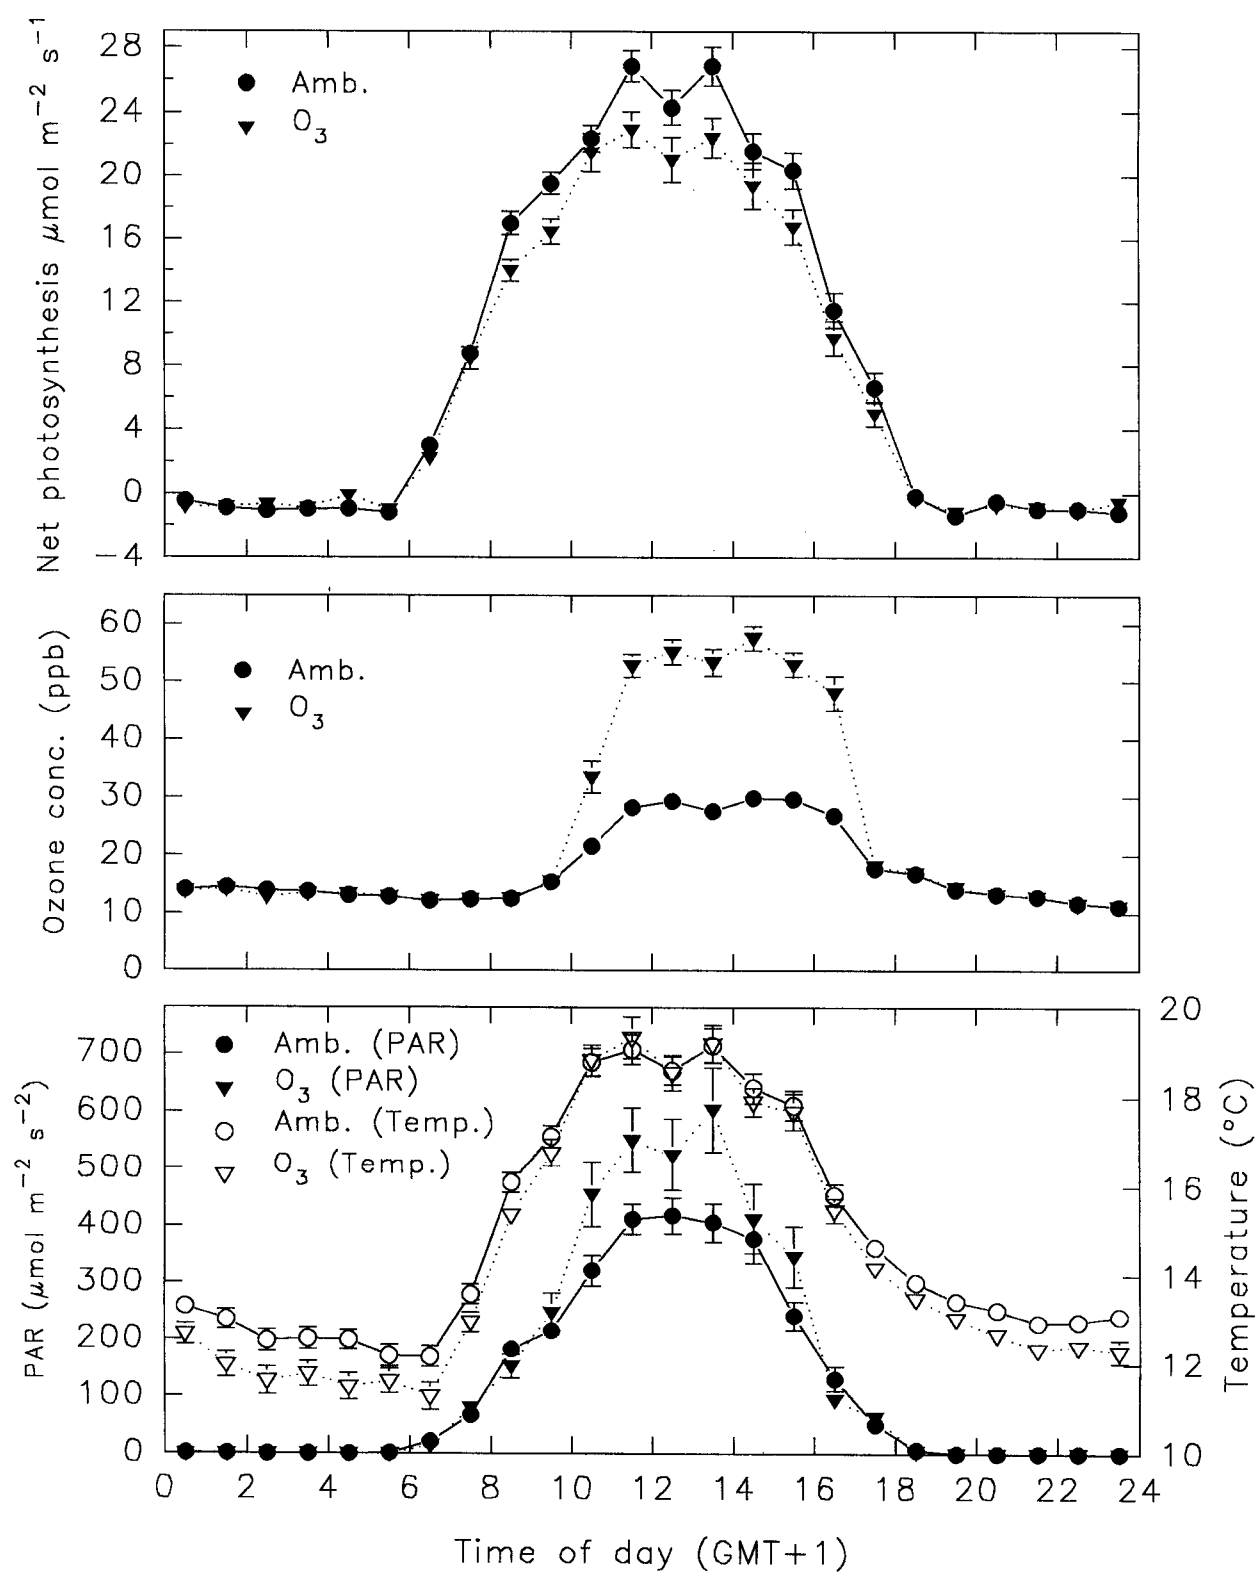 Net photosynthesis μmol m−2 s−1
28
24
20
16
12
8
4
0
−4
Amb.
O3
Ozone conc. (ppb)
60
50
40
30
20
10
0
Amb.
O3
PAR (μmol m−2 s−2)
700
600
500
400
300
200
100
0
Amb. (PAR)
O3 (PAR)
Amb. (Temp.)
O3 (Temp.)
20
18
16
14
12
10
Temperature (°C)
0 2 4 6 8 10 12 14 16 18 20 22 24
Time of day (GMT+1)